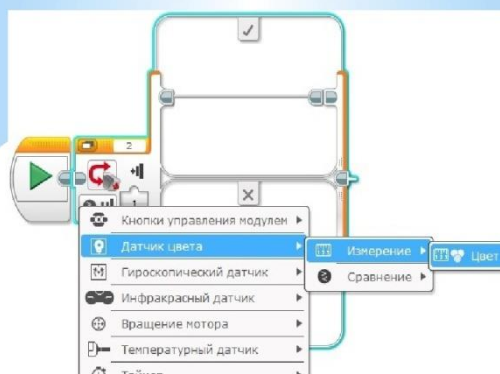 2
1
Кнопки управления модулем
Датчик цвета
Измерение
Цвет
Гироскопический датчик
Сравнение
Инфракрасный датчик
Вращение мотора
Температурный датчик